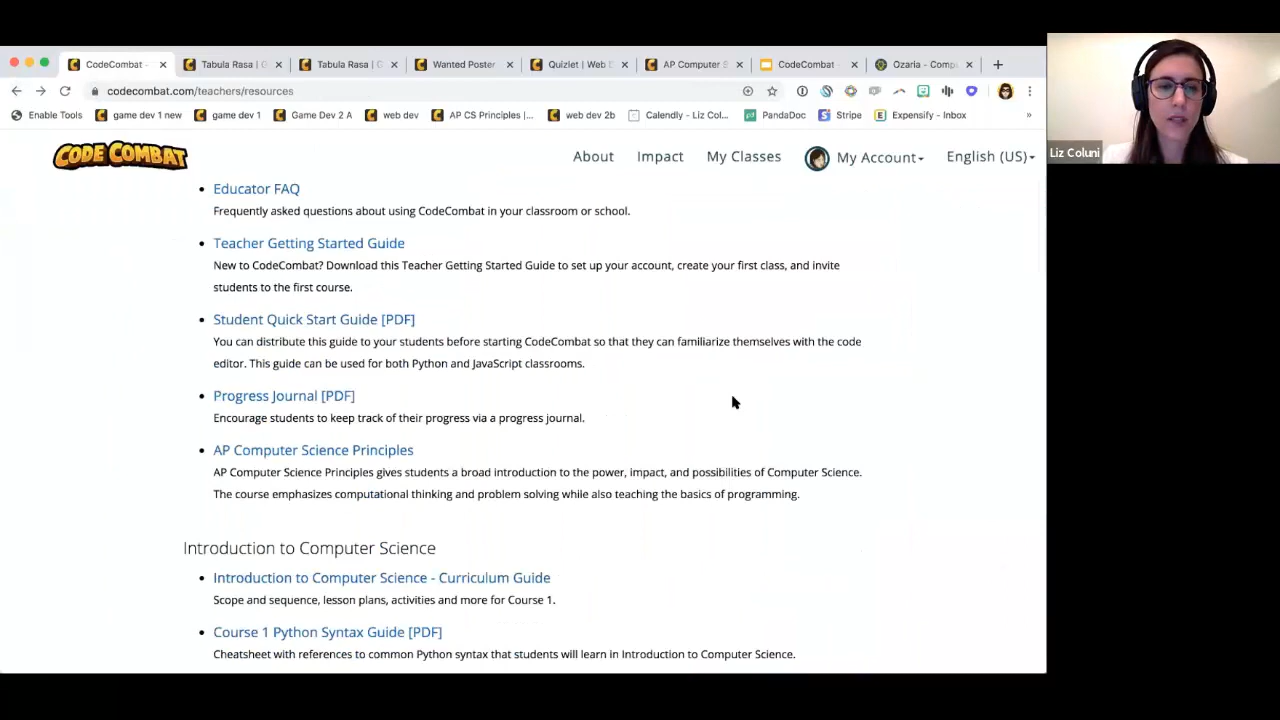 CodeCombat -
Tabula Rasa | G
Tabula Rasa | G
Wanted Poster
Quizlet | Web S
AP Computer S
CodeCombat -
Ozaria - Compu
codecombat.com/teachers/resources
Enable Tools
game dev 1 new
game dev 1
Game Dev 2 A
web dev
AP CS Principles |...
web dev 2b
Calendly - Liz Col...
PandaDoc
Stripe
Expensify - Inbox
»
CODE COMBAT
About
Impact
My Classes
My Account
English (US)
Liz Coluni
Educator FAQ
Frequently asked questions about using CodeCombat in your classroom or school.
Teacher Getting Started Guide
New to CodeCombat? Download this Teacher Getting Started Guide to set up your account, create your first class, and invite
students to the first course.
Student Quick Start Guide [PDF]
You can distribute this guide to your students before starting CodeCombat so that they can familiarize themselves with the code
editor. This guide can be used for both Python and JavaScript classrooms.
Progress Journal [PDF]
Encourage students to keep track of their progress via a progress journal.
AP Computer Science Principles
AP Computer Science Principles gives students a broad introduction to the power, impact, and possibilities of Computer Science.
The course emphasizes computational thinking and problem solving while also teaching the basics of programming.
Introduction to Computer Science
Introduction to Computer Science - Curriculum Guide
Scope and sequence, lesson plans, activities and more for Course 1.
Course 1 Python Syntax Guide [PDF]
Cheatsheet with references to common Python syntax that students will learn in Introduction to Computer Science.